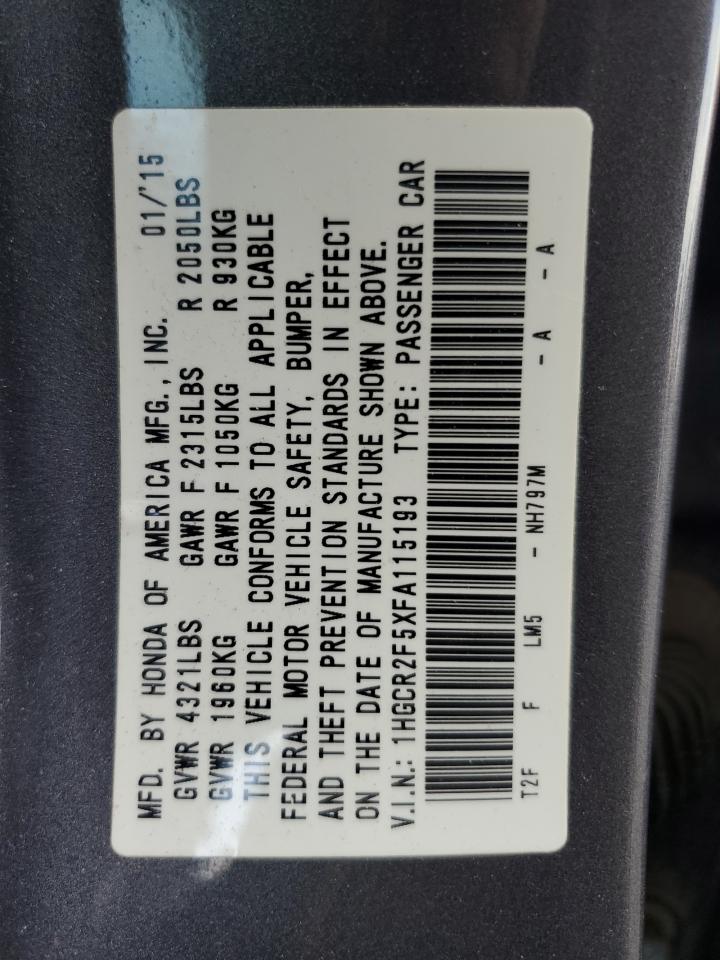 MFD. BY HONDA OF AMERICA MFG., INC. 01/'15
GVWR 4321LBS GAWR F 2315LBS R 2050LBS
GVWR 1960KG GAWR F 1050KG R 930KG
THIS VEHICLE CONFORMS TO ALL APPLICABLE
FEDERAL MOTOR VEHICLE SAFETY, BUMPER,
AND THEFT PREVENTION STANDARDS IN EFFECT
ON THE DATE OF MANUFACTURE SHOWN ABOVE.
V.I.N.: 1HGCR2F5XFA115193 TYPE: PASSENGER CAR
T2F F LM5 - NH797M - A - A